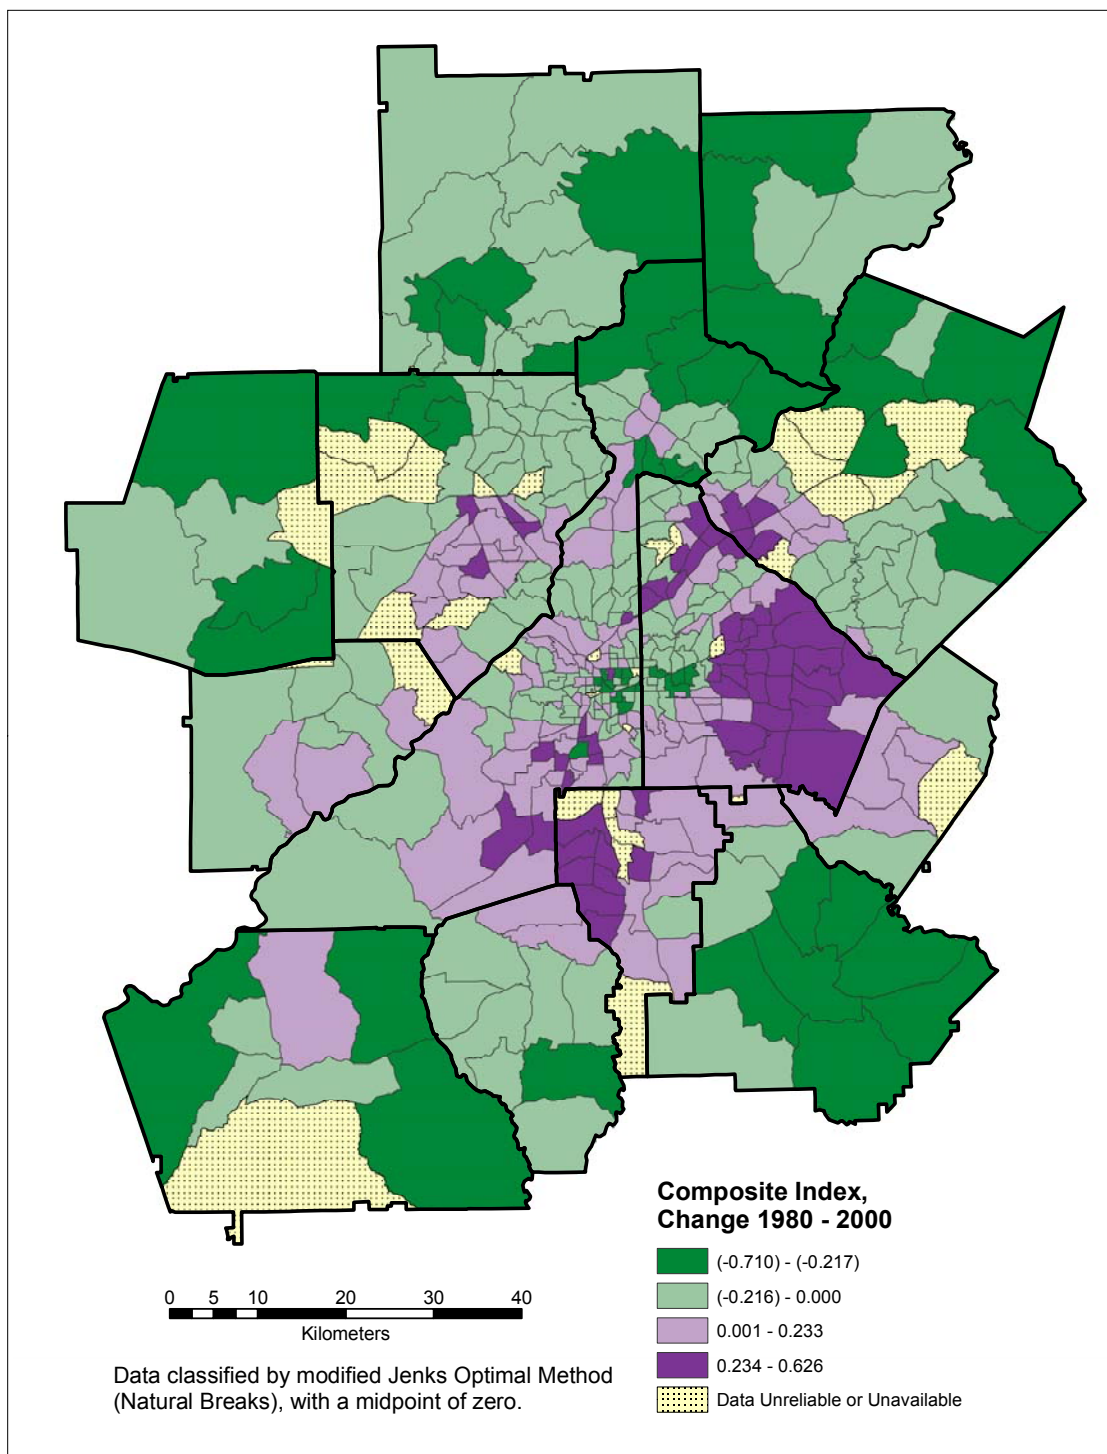 Composite Index,
Change 1980 - 2000
(-0.710) - (-0.217)
(-0.216) - 0.000
0.001 - 0.233
0.234 - 0.626
Data Unreliable or Unavailable
0 5 10 20 30 40
Kilometers
Data classified by modified Jenks Optimal Method
(Natural Breaks), with a midpoint of zero.